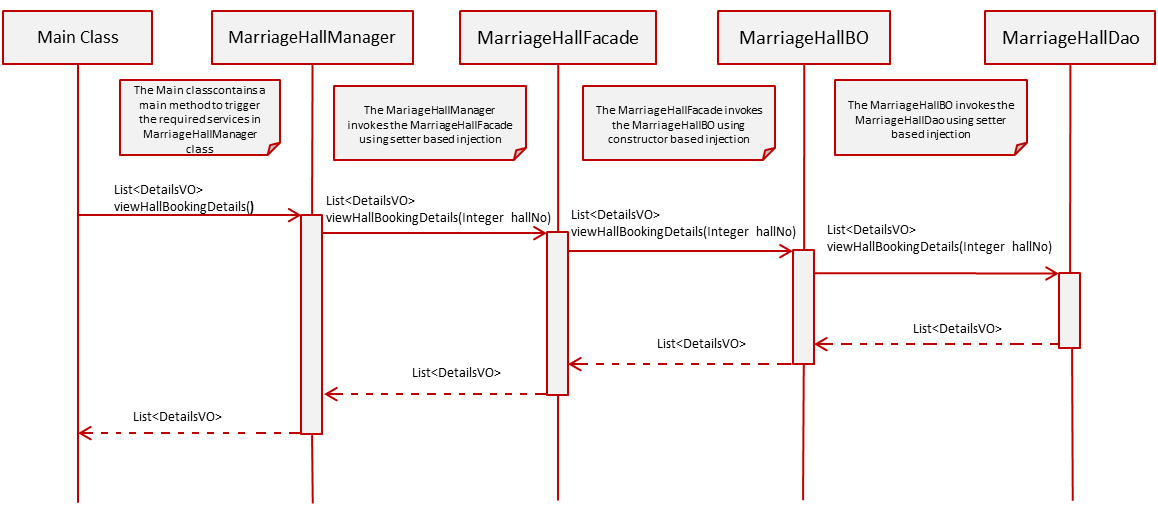 Main Class
MarriageHallManager
MarriageHallFacade
MarriageHallBO
MarriageHallDao
The Main classcontains a
main method to trigger
the required services in
MarriageHallManager
class
The MariageHallManager
invokes the MarriageHallFacade
using setter based injection
The MarriageHallFacade invokes
the MarriageHallBO using
constructor based injection
The MarriageHallBO invokes the
MarriageHallDao using setter
based injection
List<DetailsVO>
viewHallBookingDetails()
List<DetailsVO>
viewHallBookingDetails(Integer hallNo)
List<DetailsVO>
viewHallBookingDetails(Integer hallNo)
List<DetailsVO>
viewHallBookingDetails(Integer hallNo)
List<DetailsVO>
List<DetailsVO>
List<DetailsVO>
List<DetailsVO>